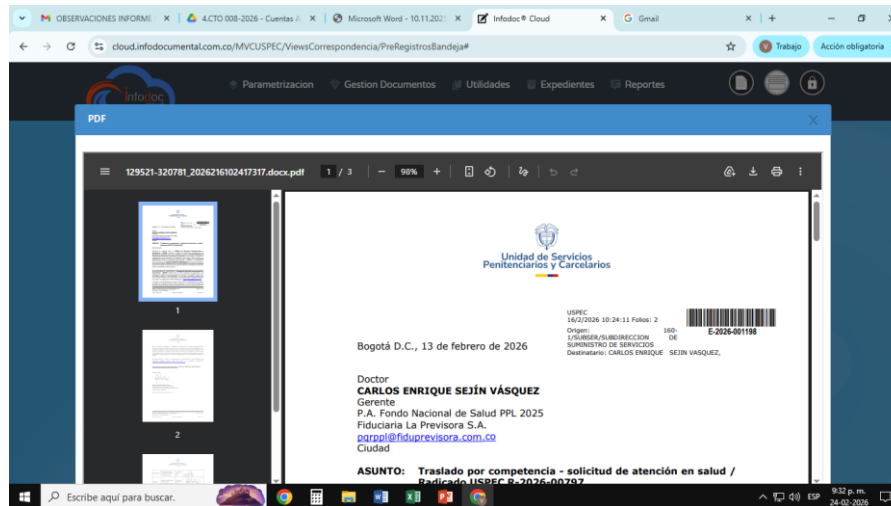 OBSERVACIONES INFORME
4.CTO 008-2026 - Cuentas A
Microsoft Word - 10.11.202
Infodoc® Cloud
Gmail
cloud.infodocumental.com.co/MVCUSPEC/ViewsCorrespondencia/PreRegistrosBandeja#
V Trabajo
Acción obligatoria
infodoc
Parametrizacion
Gestion Documentos
Utilidades
Expedientes
Reportes
PDF
X
129521-320781_2026216102417317.docx.pdf
1 / 3
98%
1
2
Unidad de Servicios
Penitenciarios y Carcelarios
USPEC
16/2/2026 10:24:11 Folios: 2
Origen: 160-
1/SUBSER/SUBDIRECCION DE
SUMINISTRO DE SERVICIOS
Destinatario: CARLOS ENRIQUE SEJIN VASQUEZ,
E-2026-001198
Bogotá D.C., 13 de febrero de 2026
Doctor
CARLOS ENRIQUE SEJÍN VÁSQUEZ
Gerente
P.A. Fondo Nacional de Salud PPL 2025
Fiduciaria La Previsora S.A.
pqrppl@fiduprevisora.com.co
Ciudad
ASUNTO: Traslado por competencia - solicitud de atención en salud /
Radicado USPEC R-2026-00797
Escribe aquí para buscar.
ESP
9:32 p. m.
24-02-2026